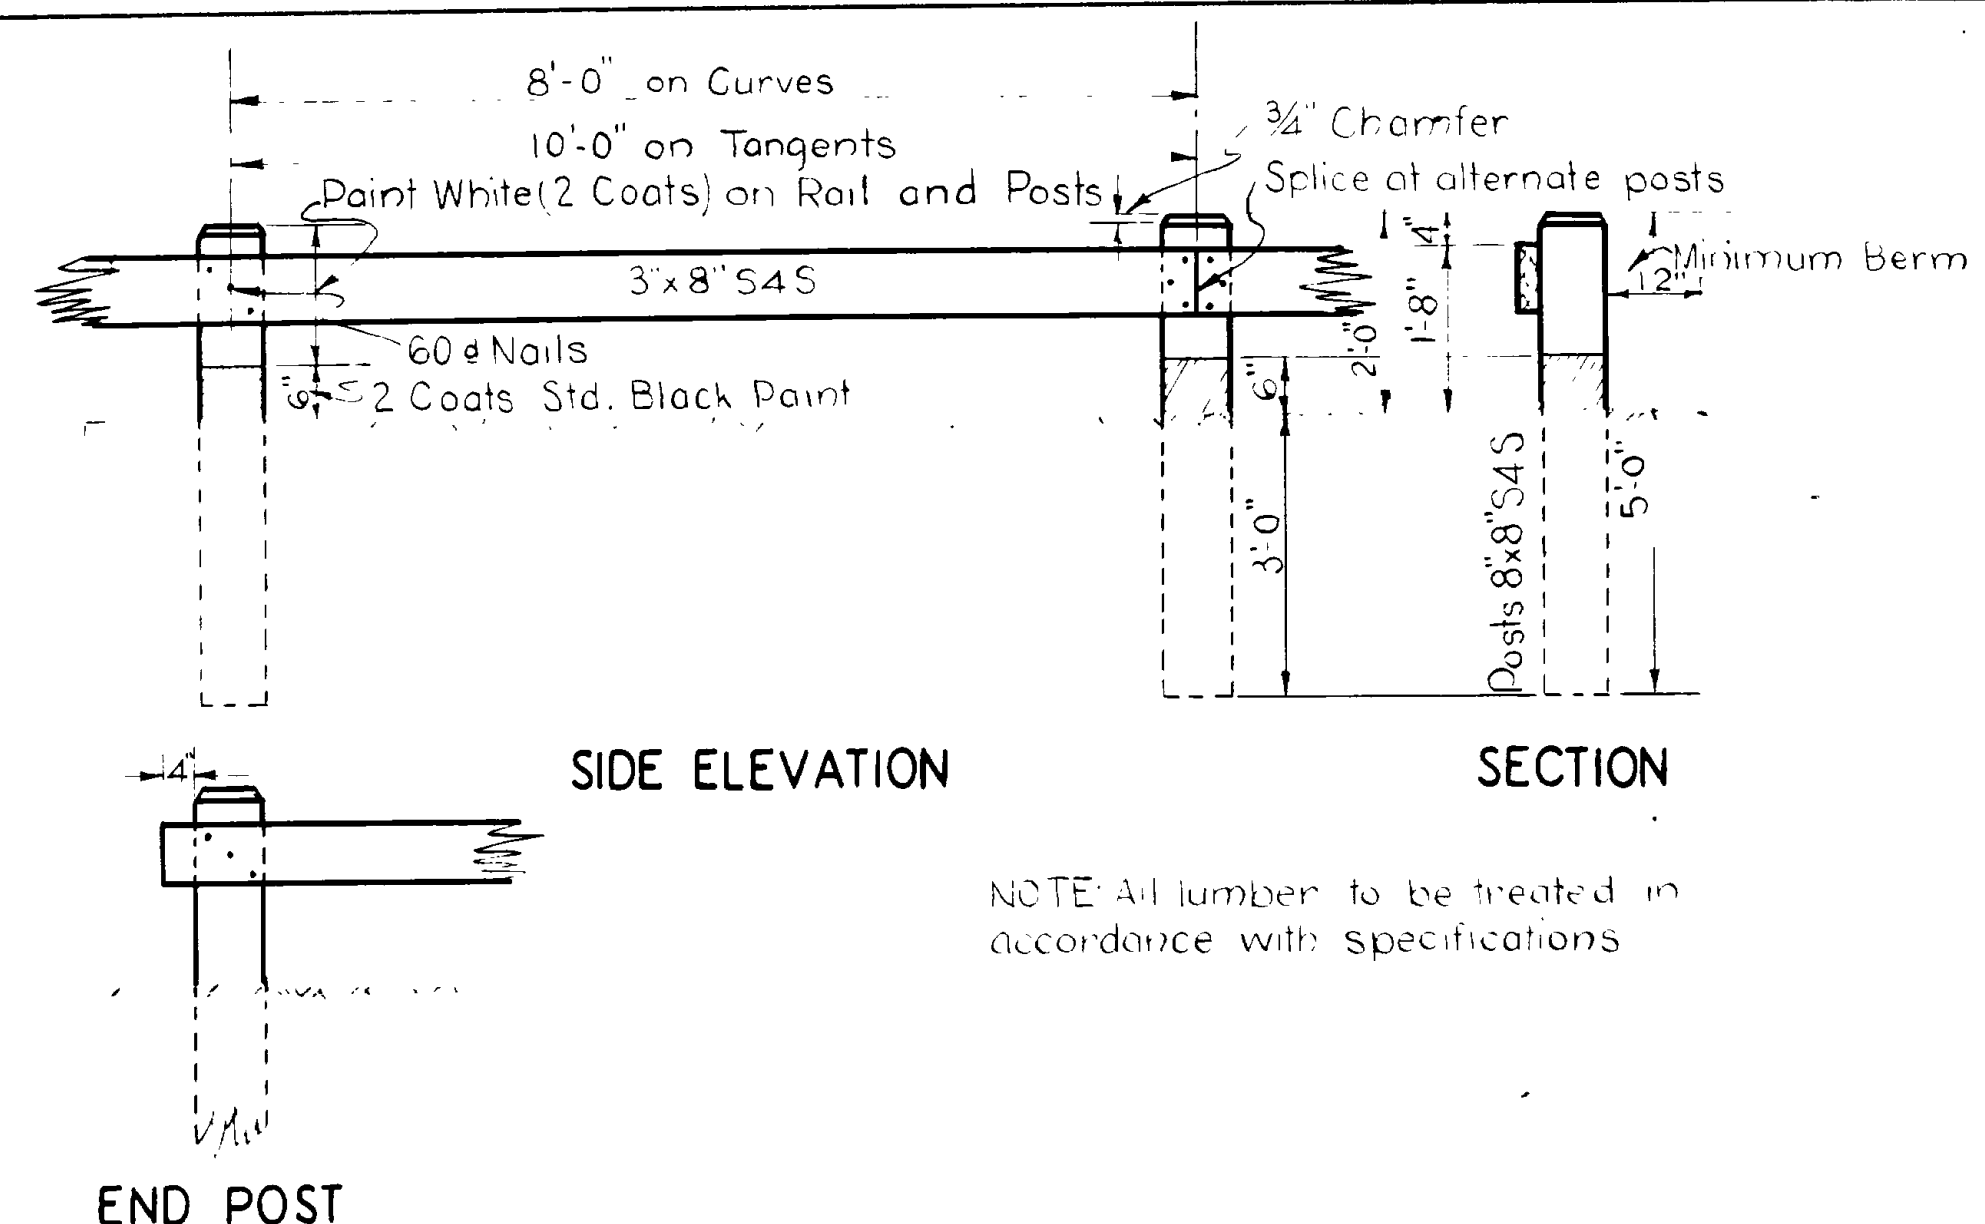 8'-0" on Curves
10'-0" on Tangents
Paint White (2 Coats) on Rail and Posts
3/4" Chamfer
Splice at alternate posts
3"x8" S4S
60 d Nails
6"
2 Coats Std. Black Paint
6"
3'-0"
2'-0"
1'-8"
4"
Minimum Berm
12"
Posts 8"x8" S4S
5'-0"
SIDE ELEVATION
SECTION
4"
NOTE: All lumber to be treated in
accordance with specifications
END POST